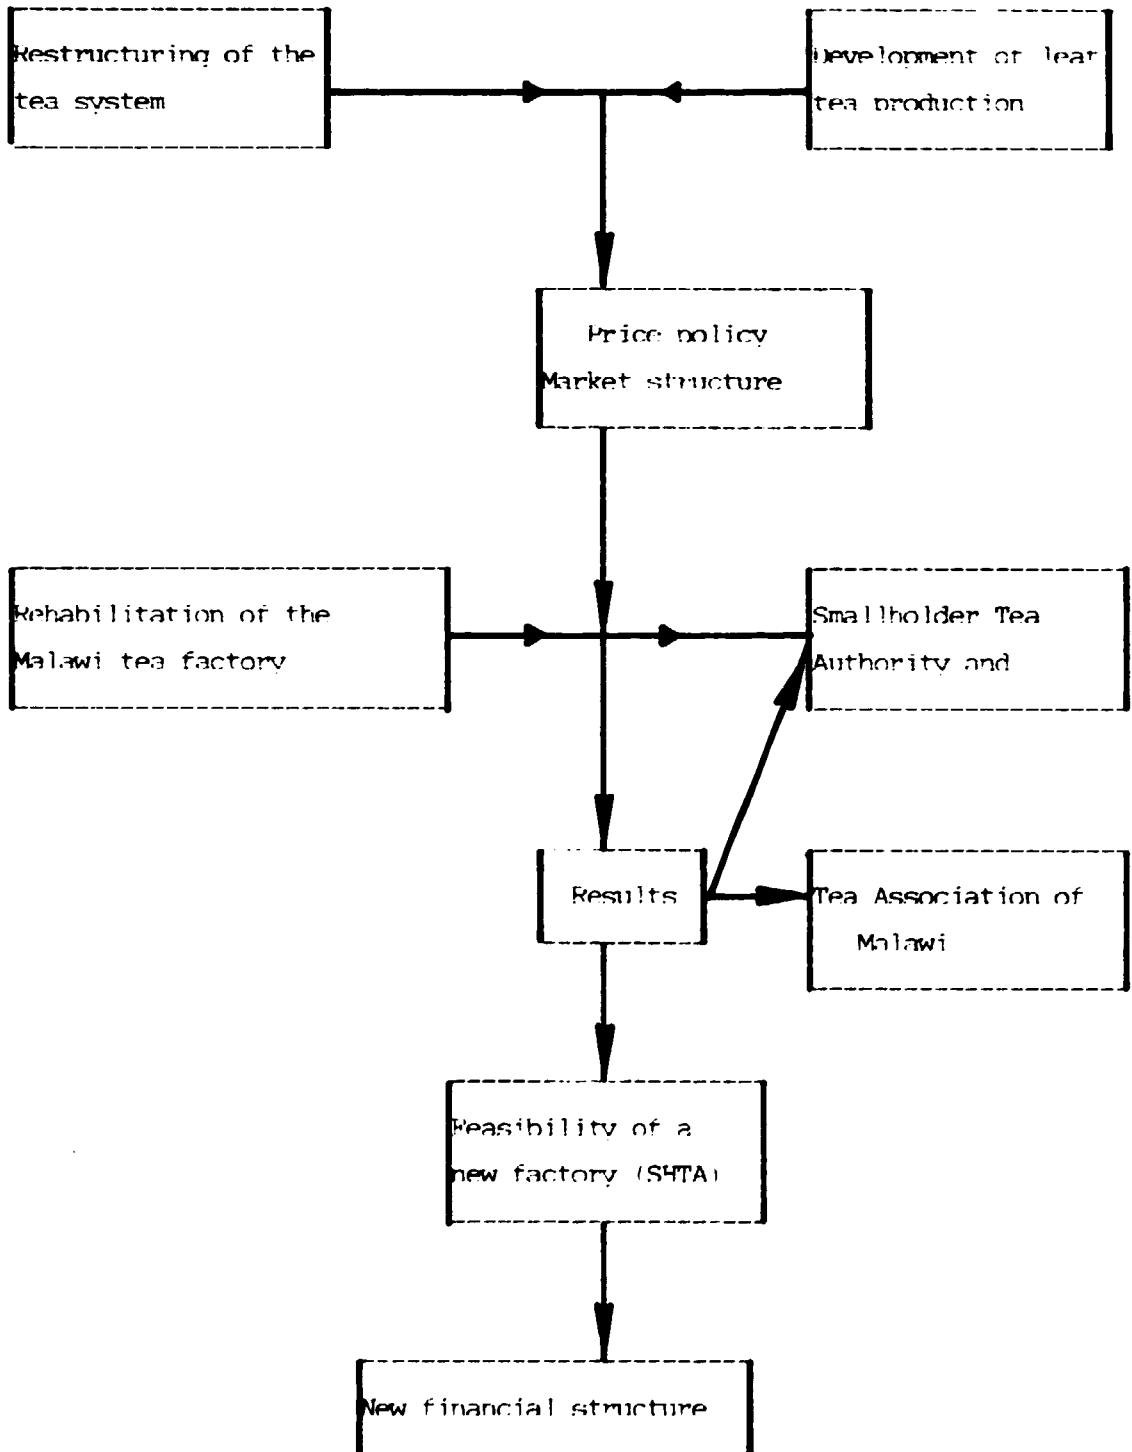 Restructuring of the
tea system
Development of leaf
tea production
Price policy
Market structure
Rehabilitation of the
Malawi tea factory
Smallholder Tea
Authority and
Results
Tea Association of
Malawi
Feasibility of a
new factory (SHTA)
New financial structure